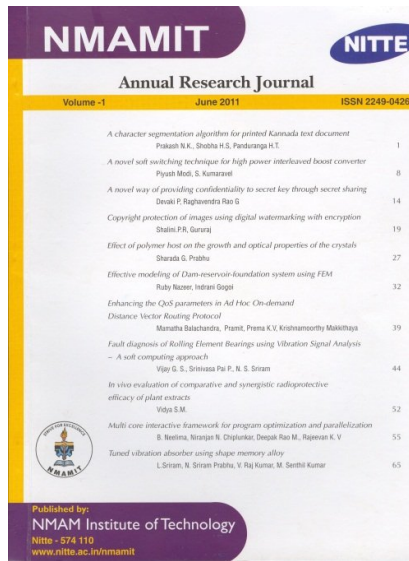 NMAMIT
NITTE
Annual Research Journal
Volume -1 June 2011 ISSN 2249-0426
A character segmentation algorithm for printed Kannada text document
Prakash N.K., Shobha H.S, Panduranga H.T. 1
A novel soft switching technique for high power interleaved boost converter
Piyush Modi, S. Kumaravel 8
A novel way of providing confidentiality to secret key through secret sharing
Devaki P, Raghavendra Rao G 14
Copyright protection of images using digital watermarking with encryption
Shalini.P.R, Gururaj 19
Effect of polymer host on the growth and optical properties of the crystals
Sharada G, Prabhu 27
Effective modeling of Dam-reservoir-foundation system using FEM
Ruby Nazeer, Indrani Gogoi 32
Enhancing the QoS parameters in Ad Hoc On-demand
Distance Vector Routing Protocol
Mamatha Balachandra, Pramit, Prema K.V, Krishnamoorthy Makkithaya 39
Fault diagnosis of Rolling Element Bearings using Vibration Signal Analysis
– A soft computing approach
Vijay G. S., Srinivasa Pai P., N. S. Sriram 44
In vivo evaluation of comparative and synergistic radioprotective
efficacy of plant extracts
Vidya S.M. 52
Multi core interactive framework for program optimization and parallelization
B. Neelima, Niranjan N. Chiplunkar, Deepak Rao M., Rajeevan K. V 55
Tuned vibration absorber using shape memory alloy
L.Sriram, N. Sriram Prabhu, V. Raj Kumar, M. Senthil Kumar 65
NMAMIT
Published by:
NMAM Institute of Technology
Nitte - 574 110
www.nitte.ac.in/nmamit